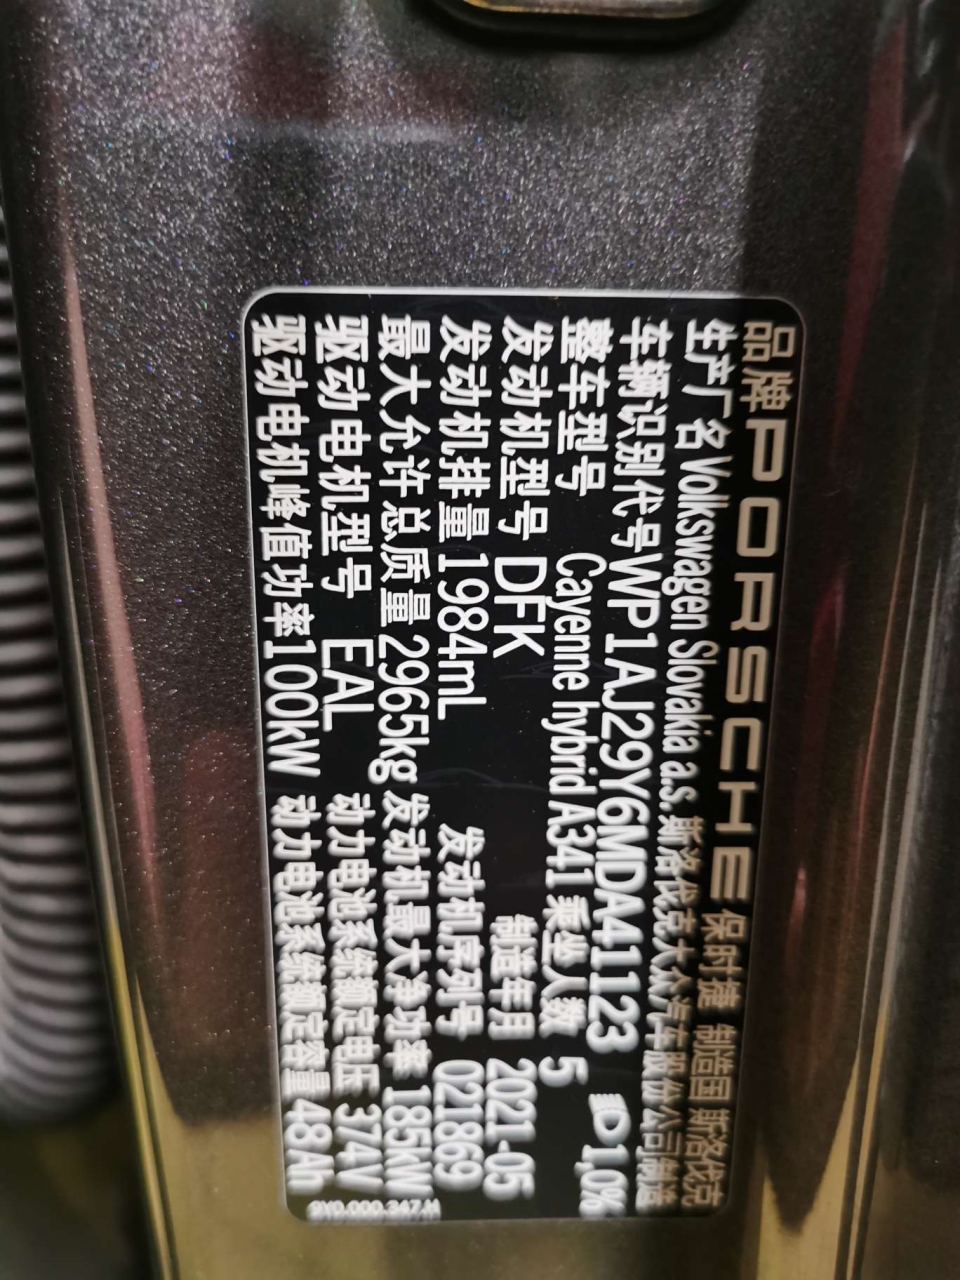 品牌 PORSCHE 保时捷 制造国 斯洛伐克
生产厂名 Volkswagen Slovakia a.s. 斯洛伐克大众汽车股份公司制造
车辆识别代号 WP1AJ29Y6MDA41123 1,0%
整车型号 Cayenne hybrid A341 乘坐人数 5
发动机型号 DFK 制造年月 2021-05
发动机排量 1984mL 发动机序列号 021869
最大允许总质量 2965kg 发动机最大净功率 185kW
驱动电机型号 EAL 动力电池系统额定电压 374V
驱动电机峰值功率 100kW 动力电池系统额定容量 48Ah
9Y0.000.347.H